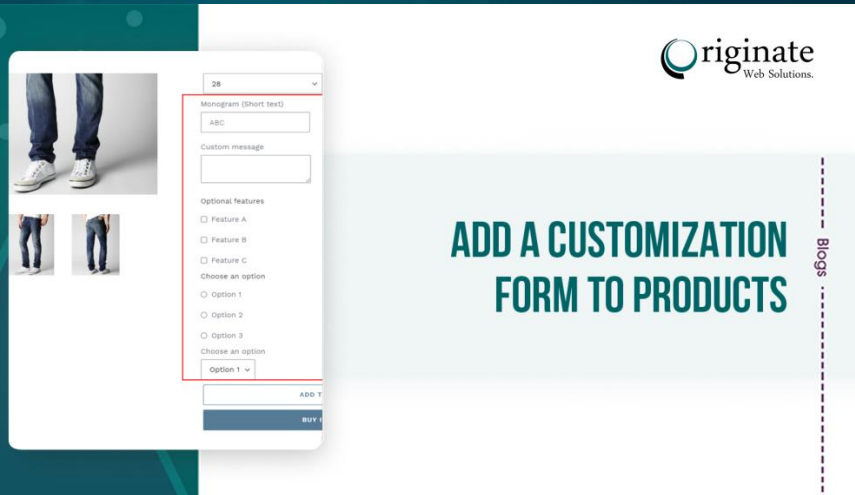 Originate
Web Solutions.
28
Monogram (Short text)
ABC
Custom message
Optional features
Feature A
Feature B
Feature C
Choose an option
Option 1
Option 2
Option 3
Choose an option
Option 1
ADD T
BUY
ADD A CUSTOMIZATION
FORM TO PRODUCTS
Blogs